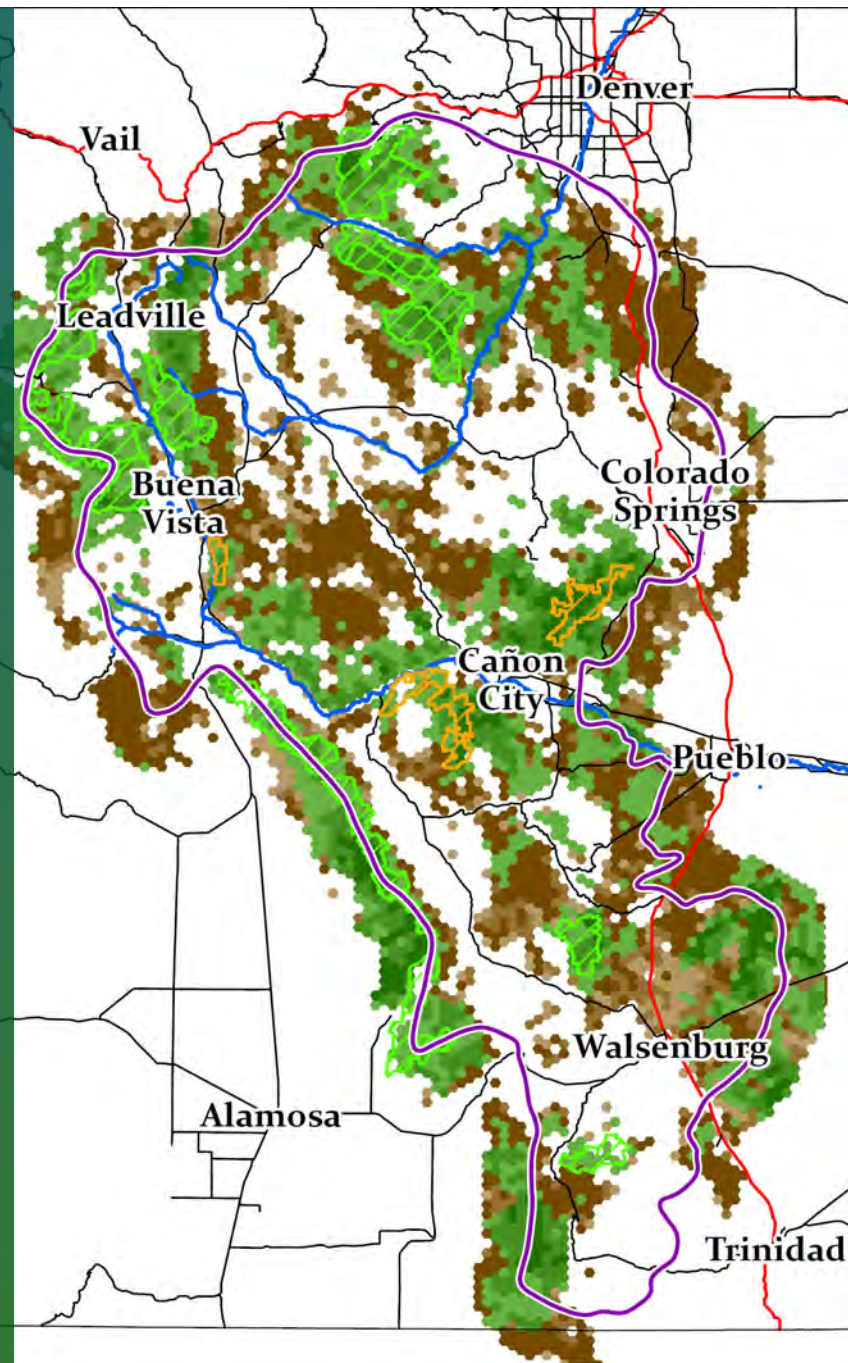 Denver
Vail
Leadville
Buena
Vista
Colorado
Springs
Cañon
City
Pueblo
Walsenburg
Alamosa
Trinidad